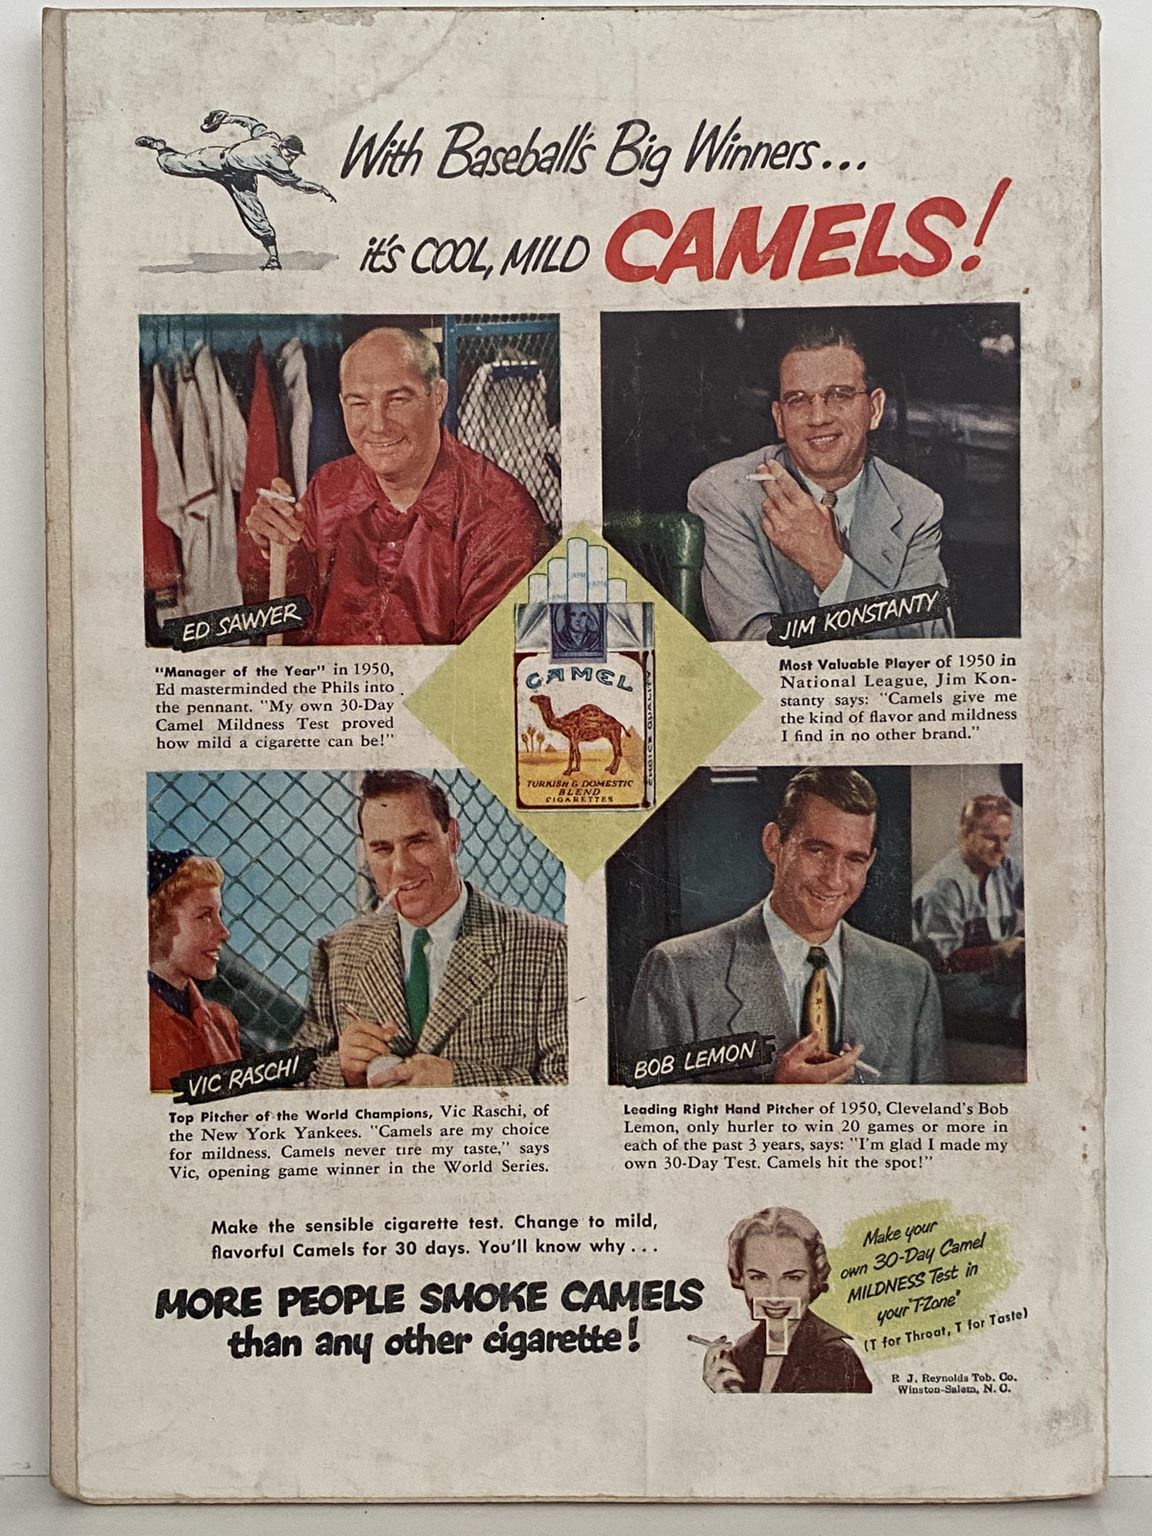 With Baseball's Big Winners...
it's COOL, MILD CAMELS!
ED SAWYER
JIM KONSTANTY
"Manager of the Year" in 1950,
Ed masterminded the Phils into
the pennant. "My own 30-Day
Camel Mildness Test proved
how mild a cigarette can be!"
Most Valuable Player of 1950 in
National League, Jim Kon-
stanty says: "Camels give me
the kind of flavor and mildness
I find in no other brand."
CAMEL
CHOICE QUALITY
TURKISH & DOMESTIC
BLEND
CIGARETTES
VIC RASCHI
BOB LEMON
Top Pitcher of the World Champions, Vic Raschi, of
the New York Yankees. "Camels are my choice
for mildness. Camels never tire my taste," says
Vic, opening game winner in the World Series.
Leading Right Hand Pitcher of 1950, Cleveland's Bob
Lemon, only hurler to win 20 games or more in
each of the past 3 years, says: "I'm glad I made my
own 30-Day Test. Camels hit the spot!"
Make the sensible cigarette test. Change to mild,
flavorful Camels for 30 days. You'll know why...
MORE PEOPLE SMOKE CAMELS
than any other cigarette!
Make your
own 30-Day Camel
MILDNESS Test in
your "T-Zone"
(T for Throat, T for Taste)
R. J. Reynolds Tob. Co.
Winston-Salem, N. C.